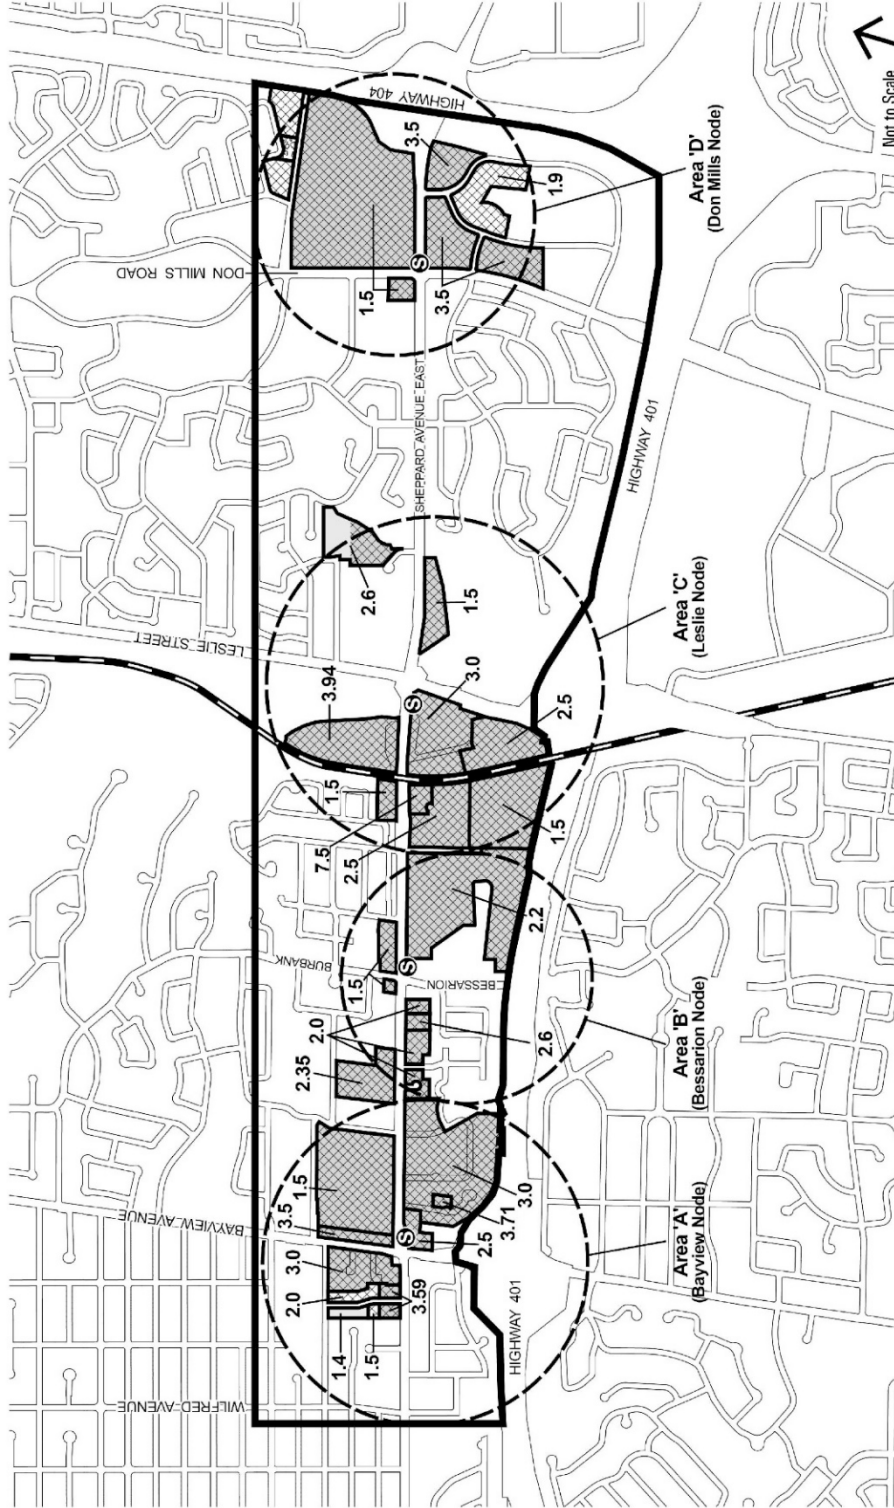 WILFRED AVENUE
BAYVIEW AVENUE
BURBANK
BESSARION
LESLIE STREET
DON MILLS ROAD
HIGHWAY 404
SHEPPARD AVENUE EAST
HIGHWAY 401
HIGHWAY 401
1.4
2.0
3.0
3.5
1.5
1.5
3.59
2.5
3.71
3.0
2.35
2.0
1.5
2.6
2.2
7.5
1.5
2.5
1.5
3.94
3.0
2.5
2.6
1.5
1.5
3.5
3.5
1.9
S
S
S
S
Area 'A'
(Bayview Node)
Area 'B'
(Bessarion Node)
Area 'C'
(Leslie Node)
Area 'D'
(Don Mills Node)
Not to Scale